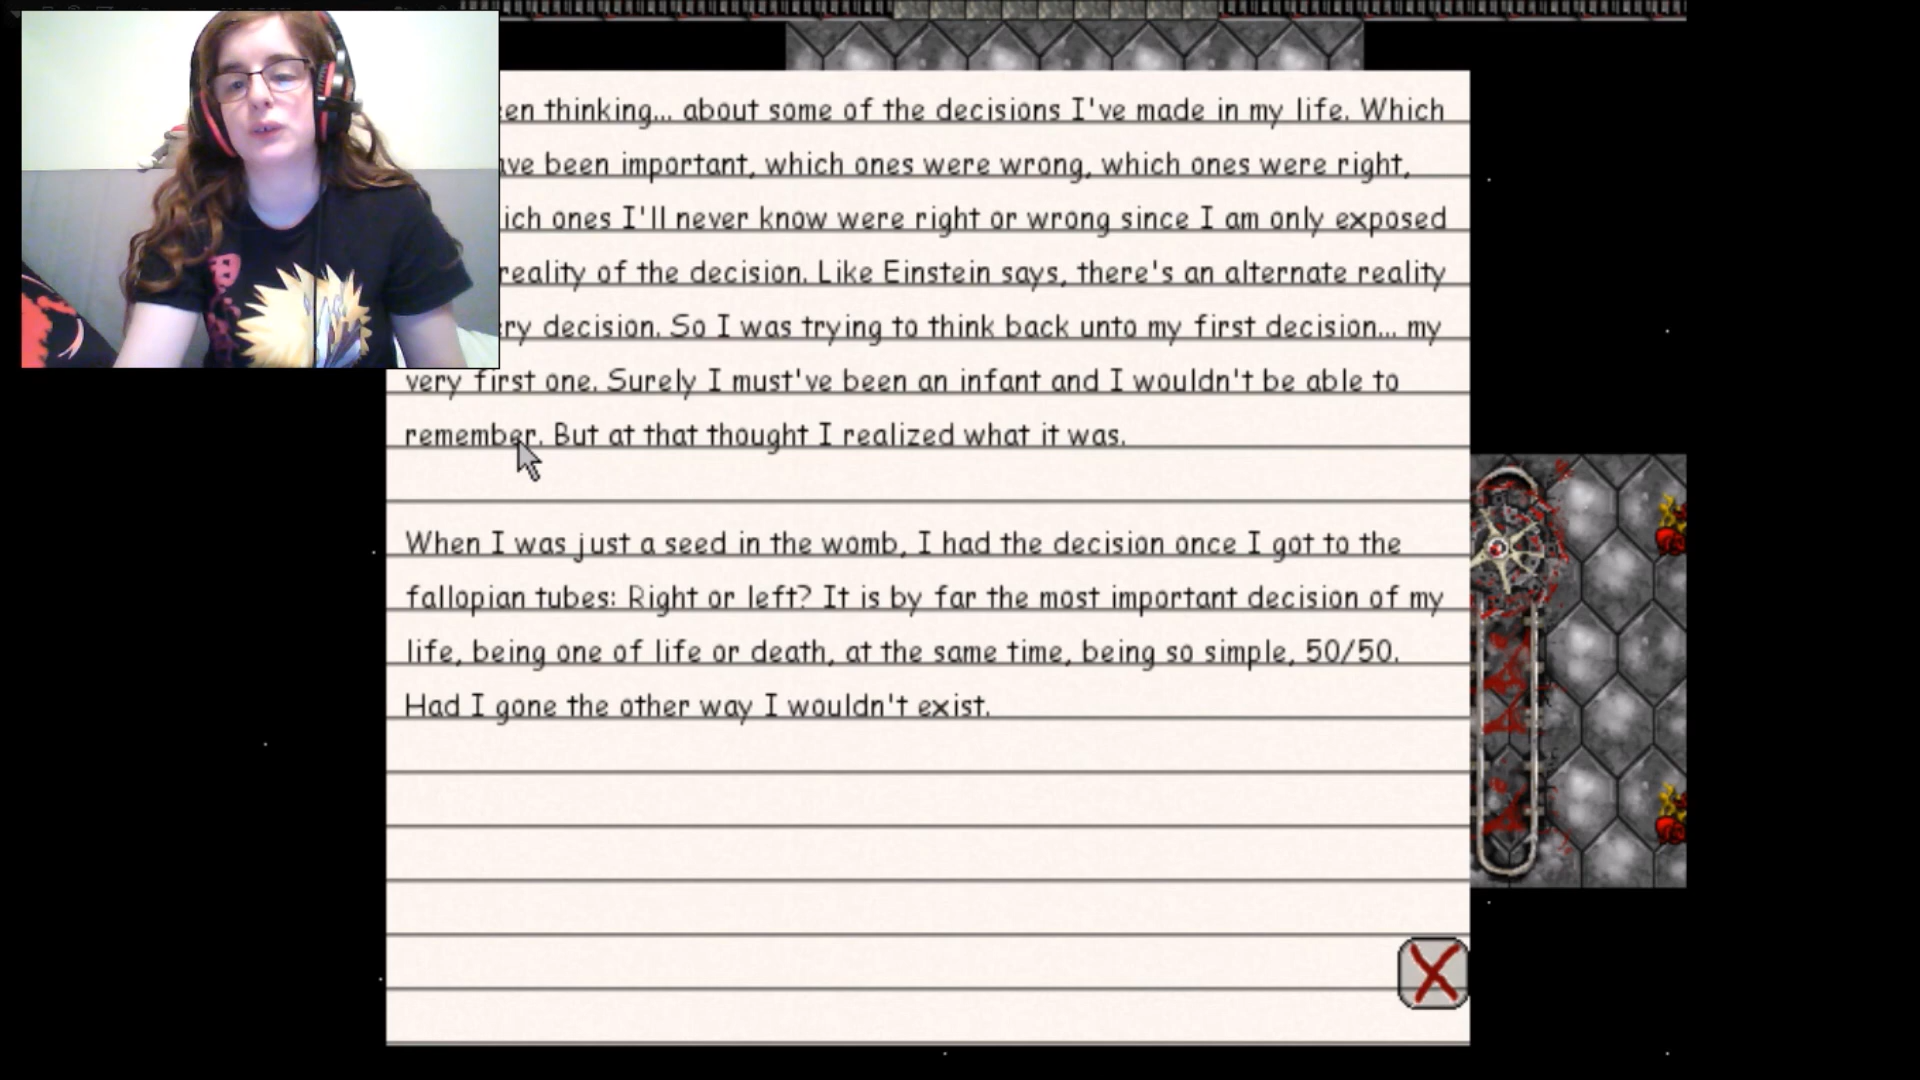 thinking... about some of the decisions I've made in my life. Which
been important, which ones were wrong, which ones were right,
ones I'll never know were right or wrong since I am only exposed
reality of the decision. Like Einstein says, there's an alternate reality
decision. So I was trying to think back unto my first decision... my
very first one. Surely I must've been an infant and I wouldn't be able to
remember. But at that thought I realized what it was.
When I was just a seed in the womb, I had the decision once I got to the
fallopian tubes: Right or left? It is by far the most important decision of my
life, being one of life or death, at the same time, being so simple, 50/50.
Had I gone the other way I wouldn't exist.